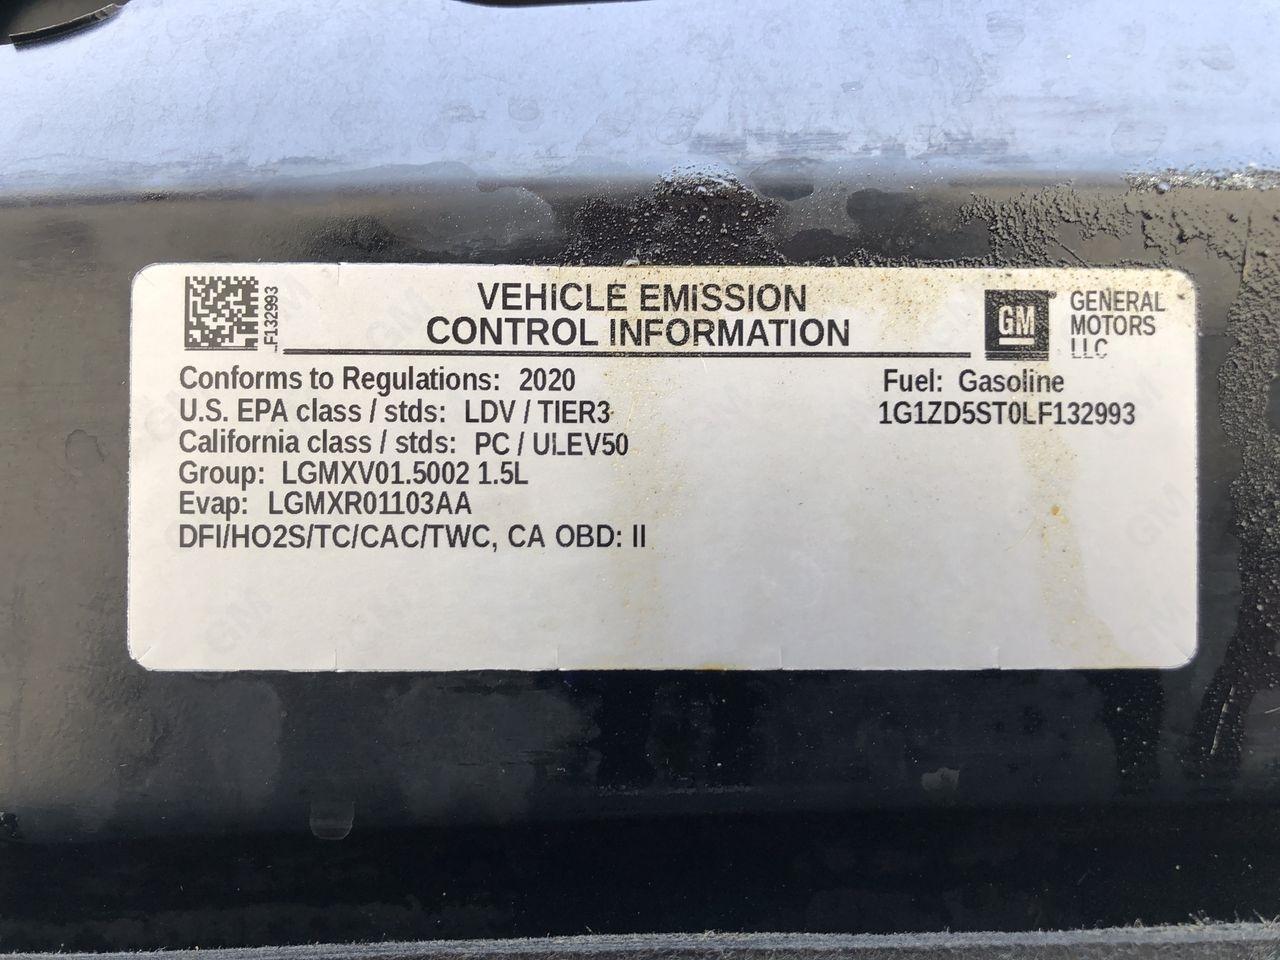 VEHICLE EMISSION
CONTROL INFORMATION
_F132993
GM
GENERAL
MOTORS
LLC
Conforms to Regulations: 2020
Fuel: Gasoline
U.S. EPA class / stds: LDV / TIER3
1G1ZD5ST0LF132993
California class / stds: PC / ULEV50
Group: LGMXV01.5002 1.5L
Evap: LGMXR01103AA
DFI/HO2S/TC/CAC/TWC, CA OBD: II